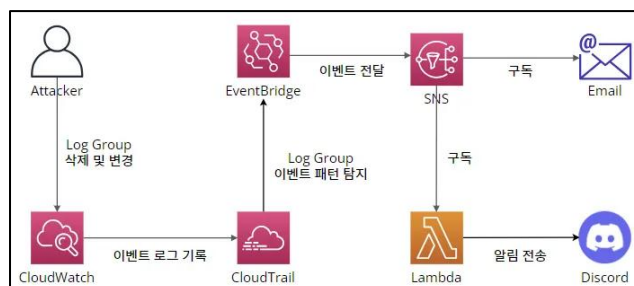 Attacker
EventBridge
이벤트 전달
SNS
구독
Email
Log Group
삭제 및 변경
Log Group
이벤트 패턴 탐지
구독
CloudWatch
이벤트 로그 기록
CloudTrail
Lambda
알림 전송
Discord